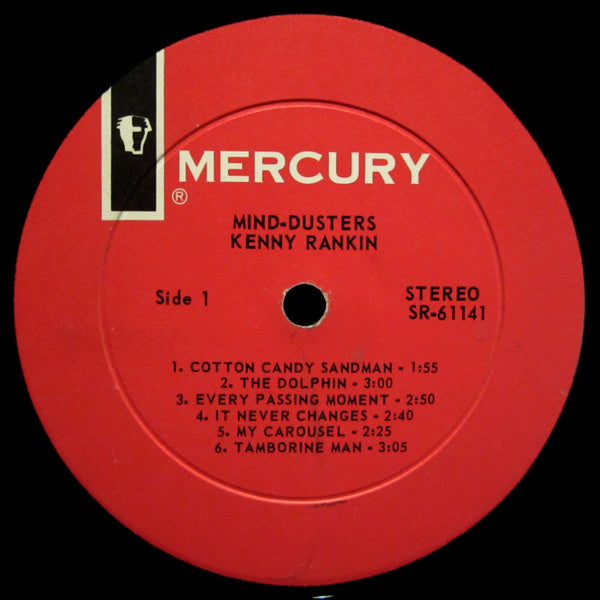 MERCURY
®
MIND-DUSTERS
KENNY RANKIN
Side 1
STEREO
SR-61141
1. COTTON CANDY SANDMAN - 1:55
2. THE DOLPHIN - 3:00
3. EVERY PASSING MOMENT - 2:50
4. IT NEVER CHANGES - 2:40
5. MY CAROUSEL - 2:25
6. TAMBORINE MAN - 3:05